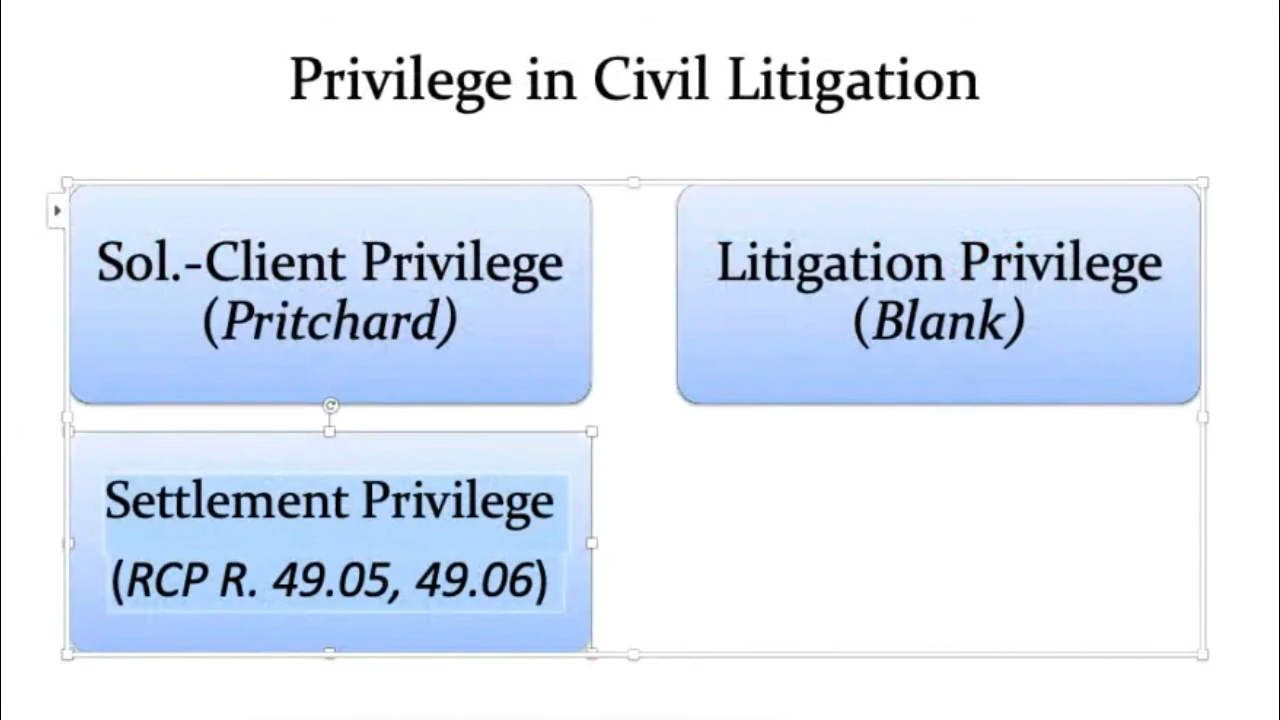 Privilege in Civil Litigation
Sol.-Client Privilege
(Pritchard)
Litigation Privilege
(Blank)
Settlement Privilege
(RCP R. 49.05, 49.06)